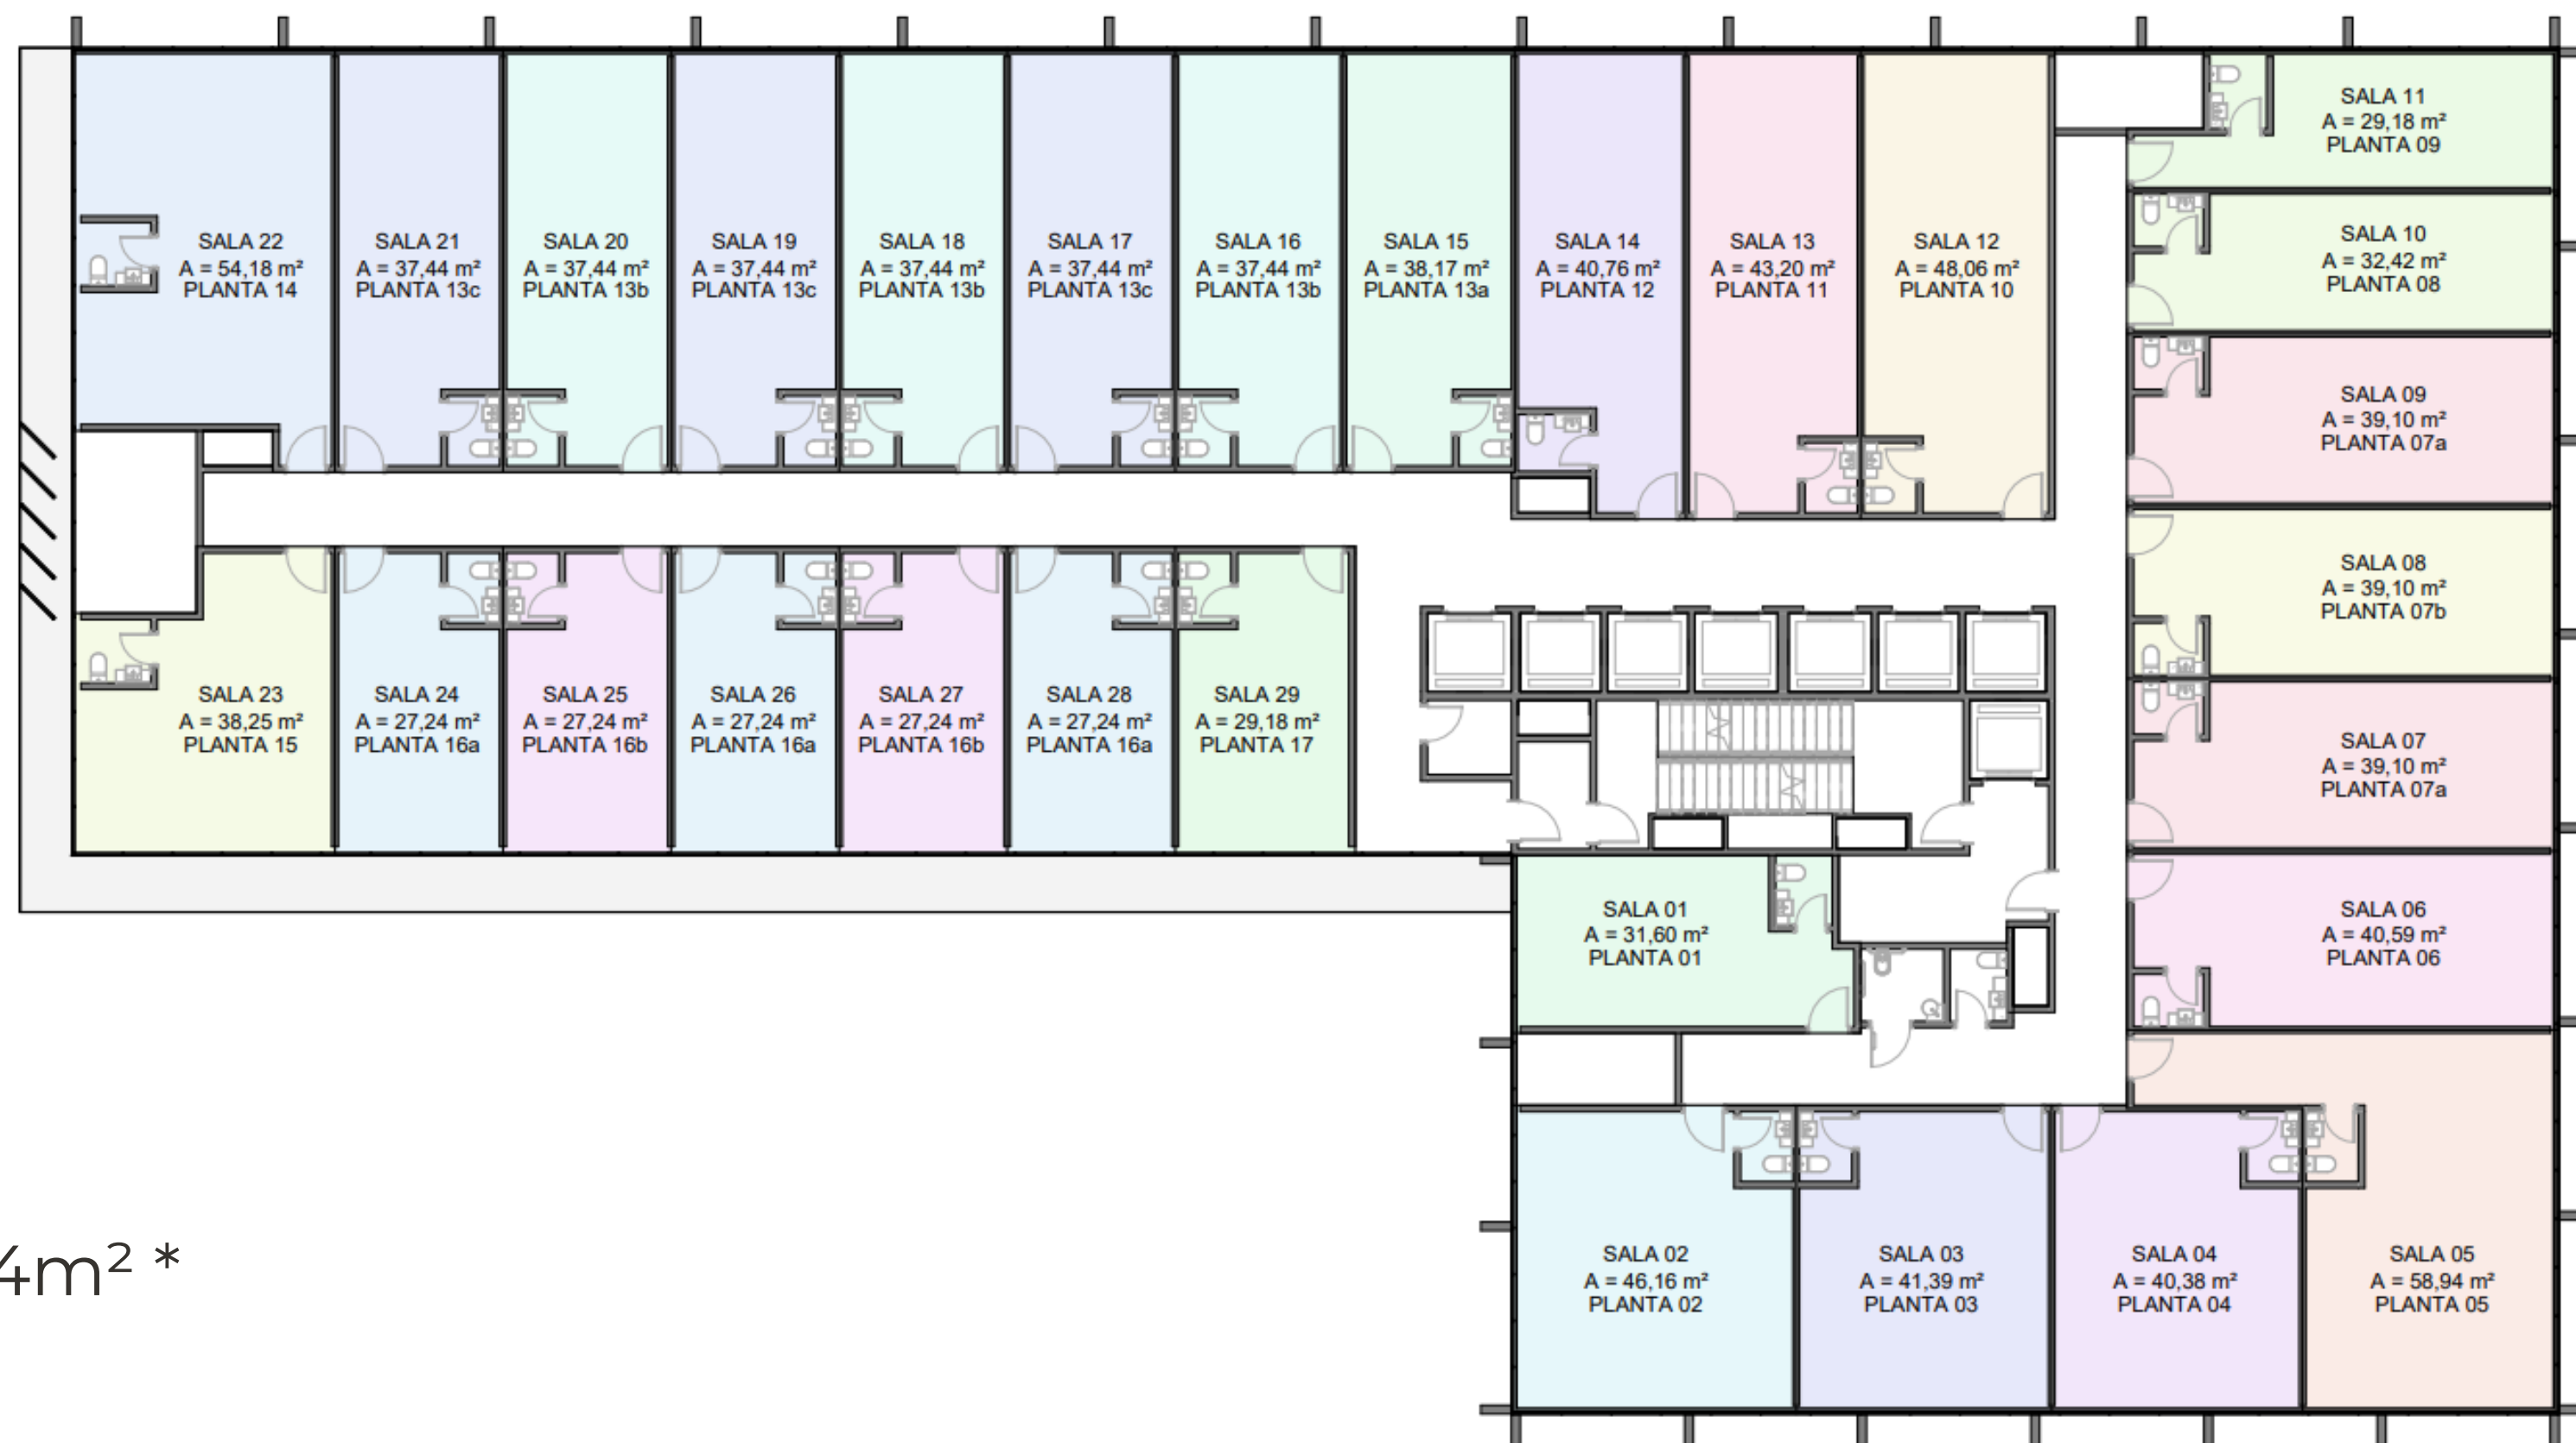 SALA 22
A = 54,18 m²
PLANTA 14
SALA 21
A = 37,44 m²
PLANTA 13c
SALA 20
A = 37,44 m²
PLANTA 13b
SALA 19
A = 37,44 m²
PLANTA 13c
SALA 18
A = 37,44 m²
PLANTA 13b
SALA 17
A = 37,44 m²
PLANTA 13c
SALA 16
A = 37,44 m²
PLANTA 13b
SALA 15
A = 38,17 m²
PLANTA 13a
SALA 14
A = 40,76 m²
PLANTA 12
SALA 13
A = 43,20 m²
PLANTA 11
SALA 12
A = 48,06 m²
PLANTA 10
SALA 11
A = 29,18 m²
PLANTA 09
SALA 10
A = 32,42 m²
PLANTA 08
SALA 09
A = 39,10 m²
PLANTA 07a
SALA 08
A = 39,10 m²
PLANTA 07b
SALA 07
A = 39,10 m²
PLANTA 07a
SALA 06
A = 40,59 m²
PLANTA 06
SALA 23
A = 38,25 m²
PLANTA 15
SALA 24
A = 27,24 m²
PLANTA 16a
SALA 25
A = 27,24 m²
PLANTA 16b
SALA 26
A = 27,24 m²
PLANTA 16a
SALA 27
A = 27,24 m²
PLANTA 16b
SALA 28
A = 27,24 m²
PLANTA 16a
SALA 29
A = 29,18 m²
PLANTA 17
SALA 01
A = 31,60 m²
PLANTA 01
SALA 02
A = 46,16 m²
PLANTA 02
SALA 03
A = 41,39 m²
PLANTA 03
SALA 04
A = 40,38 m²
PLANTA 04
SALA 05
A = 58,94 m²
PLANTA 05
4m² *